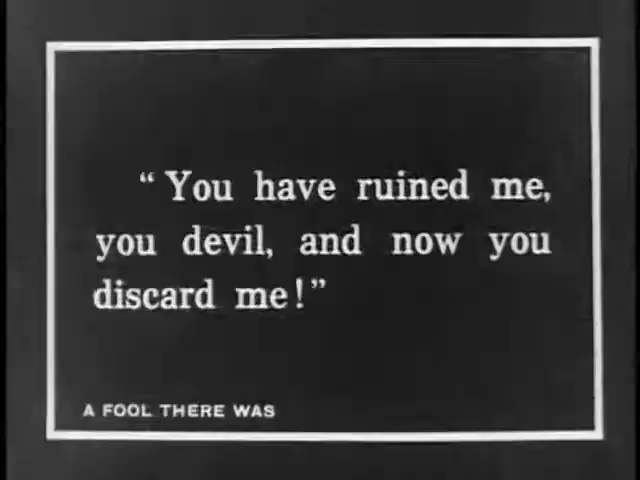 “You have ruined me,
you devil, and now you
discard me!”
A FOOL THERE WAS